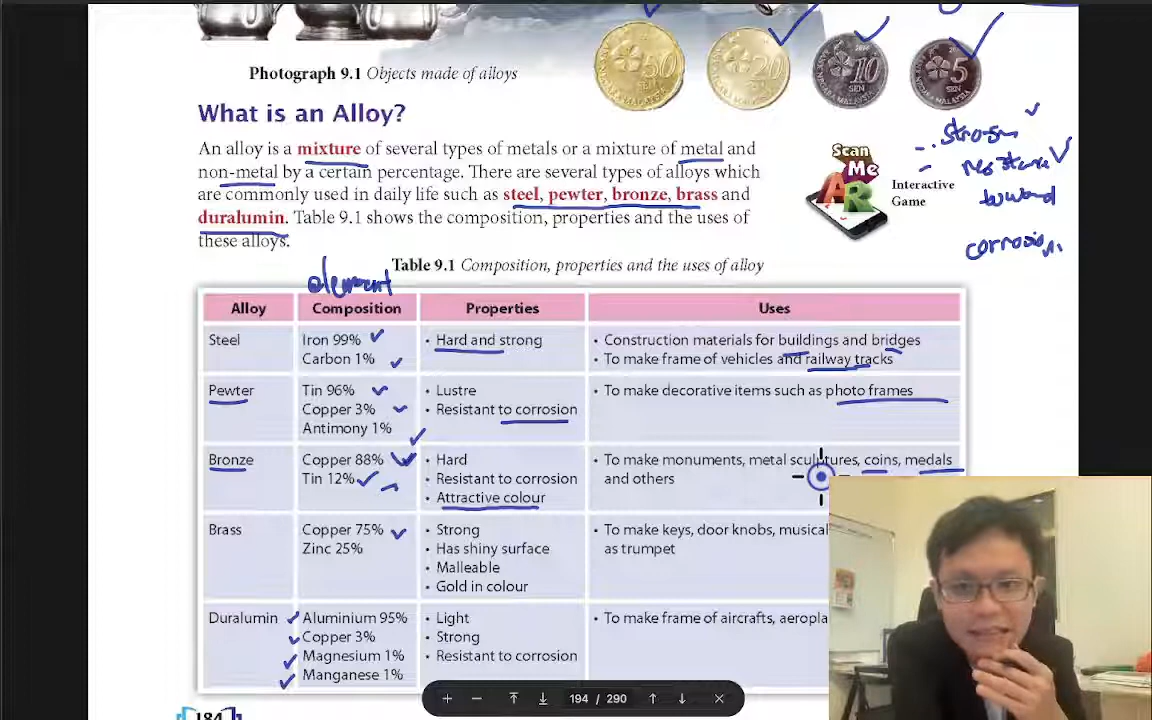 50
SEN
20
SEN
10
SEN
5
SEN
Photograph 9.1 Objects made of alloys
What is an Alloy?
An alloy is a mixture of several types of metals or a mixture of metal and
non-metal by a certain percentage. There are several types of alloys which
are commonly used in daily life such as steel, pewter, bronze, brass and
duralumin. Table 9.1 shows the composition, properties and the uses of
these alloys.
Scan
Me
AR
Interactive
Game
toward
corrosion
Table 9.1 Composition, properties and the uses of alloy
element
Alloy Composition Properties Uses
Steel Iron 99% • Hard and strong • Construction materials for buildings and bridges
Carbon 1% • To make frame of vehicles and railway tracks
Pewter Tin 96% • Lustre • To make decorative items such as photo frames
Copper 3% • Resistant to corrosion
Antimony 1%
Bronze Copper 88% • Hard • To make monuments, metal sculptures, coins, medals
Tin 12% • Resistant to corrosion and others
• Attractive colour
Brass Copper 75% • Strong • To make keys, door knobs, musical
Zinc 25% • Has shiny surface as trumpet
• Malleable
• Gold in colour
Duralumin Aluminium 95% • Light • To make frame of aircrafts, aeropla
Copper 3% • Strong
Magnesium 1% • Resistant to corrosion
Manganese 1%
184
194 / 290